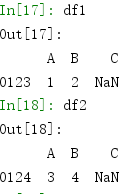 In[17]: df1
Out[17]:
A B C
0123 1 2 NaN
In[18]: df2
Out[18]:
A B C
0124 3 4 NaN